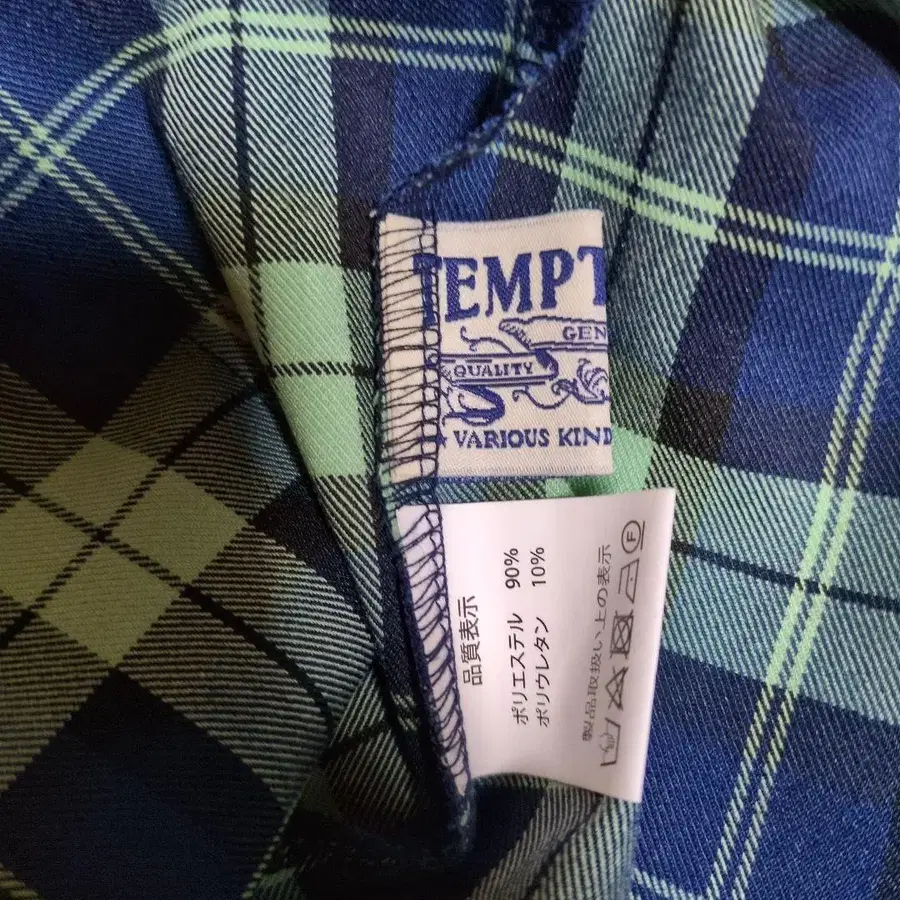 TEMPT
GEN
QUALITY
VARIOUS KIND
品質表示
ポリエステル 90%
ポリウレタン 10%
製品取扱い上の表示
F